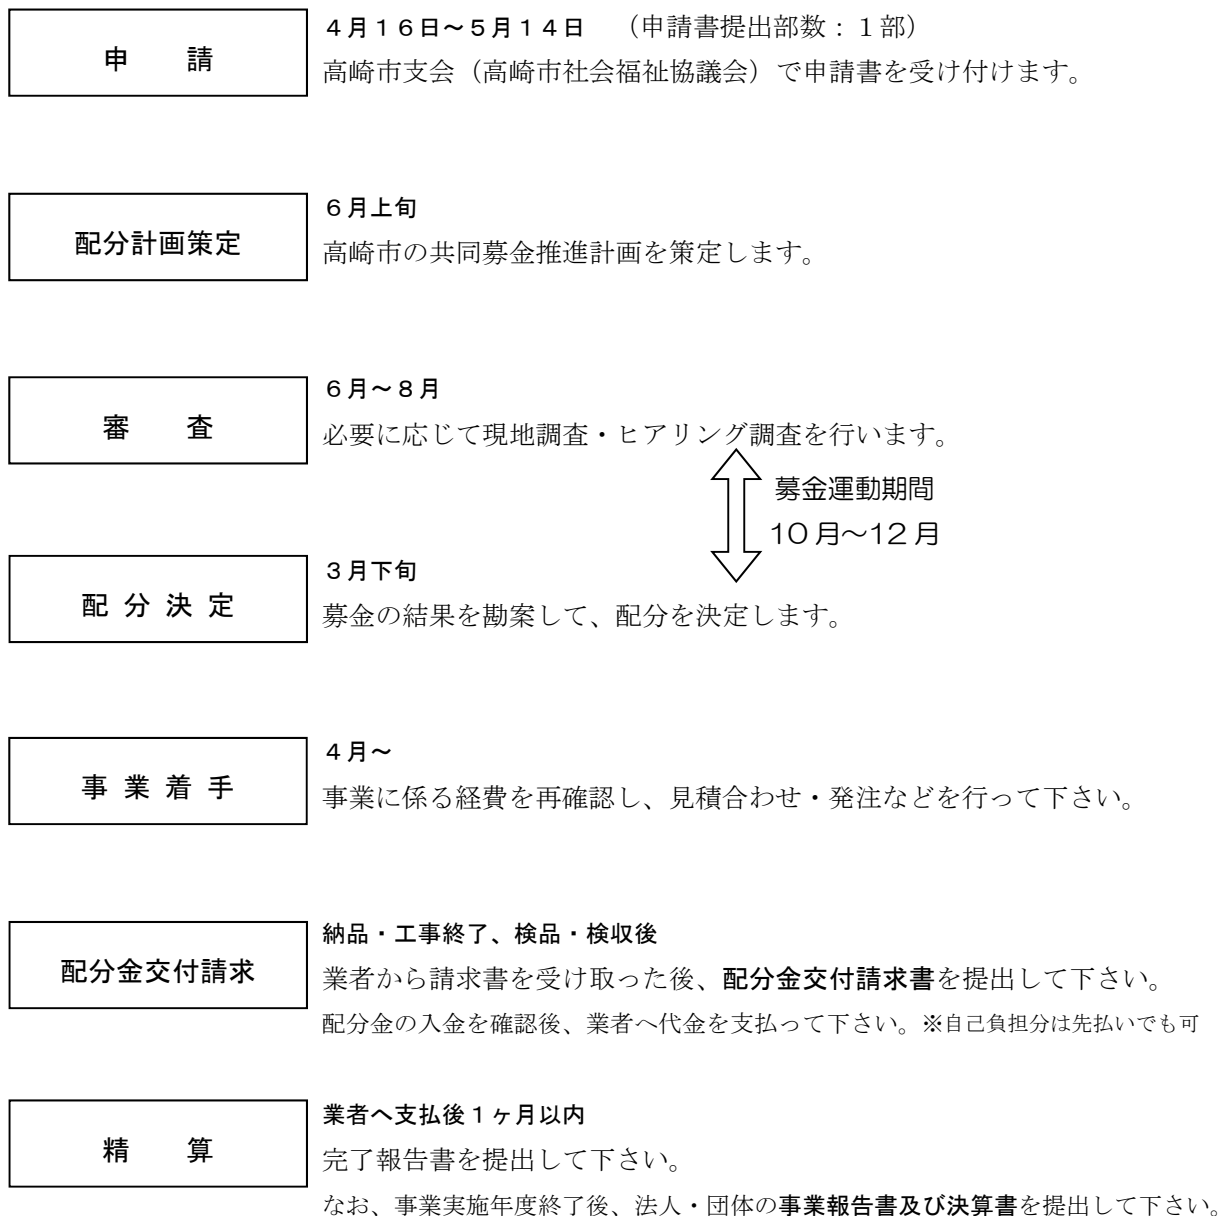 申　　請
４月１６日～５月１４日　（申請書提出部数：１部）
高崎市支会（高崎市社会福祉協議会）で申請書を受け付けます。
配分計画策定
６月上旬
高崎市の共同募金推進計画を策定します。
審　　査
６月～８月
必要に応じて現地調査・ヒアリング調査を行います。
募金運動期間
10月～12月
配 分 決 定
３月下旬
募金の結果を勘案して、配分を決定します。
事 業 着 手
４月～
事業に係る経費を再確認し、見積合わせ・発注などを行って下さい。
配分金交付請求
納品・工事終了、検品・検収後
業者から請求書を受け取った後、配分金交付請求書を提出して下さい。
配分金の入金を確認後、業者へ代金を支払って下さい。※自己負担分は先払いでも可
精　　算
業者へ支払後１ヶ月以内
完了報告書を提出して下さい。
なお、事業実施年度終了後、法人・団体の事業報告書及び決算書を提出して下さい。